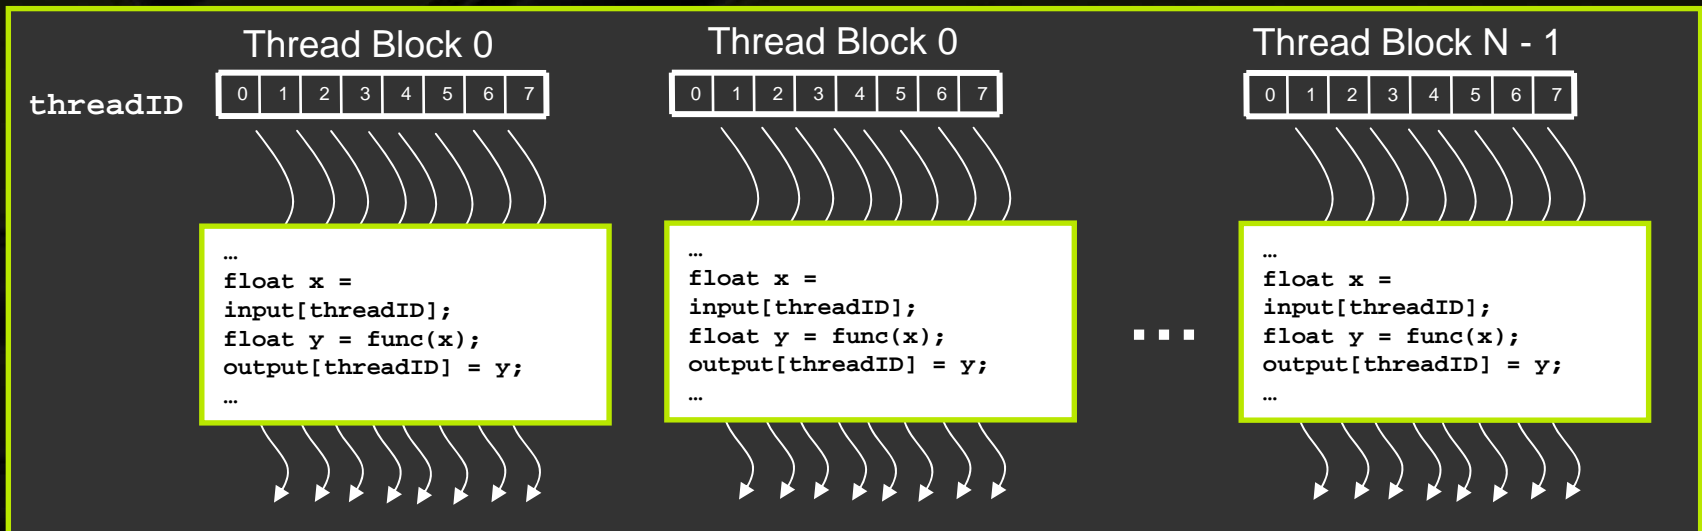 Thread Block 0
Thread Block 0
Thread Block N - 1
threadID
0 1 2 3 4 5 6 7
0 1 2 3 4 5 6 7
0 1 2 3 4 5 6 7
…
float x =
input[threadID];
float y = func(x);
output[threadID] = y;
…
…
float x =
input[threadID];
float y = func(x);
output[threadID] = y;
…
...
…
float x =
input[threadID];
float y = func(x);
output[threadID] = y;
…